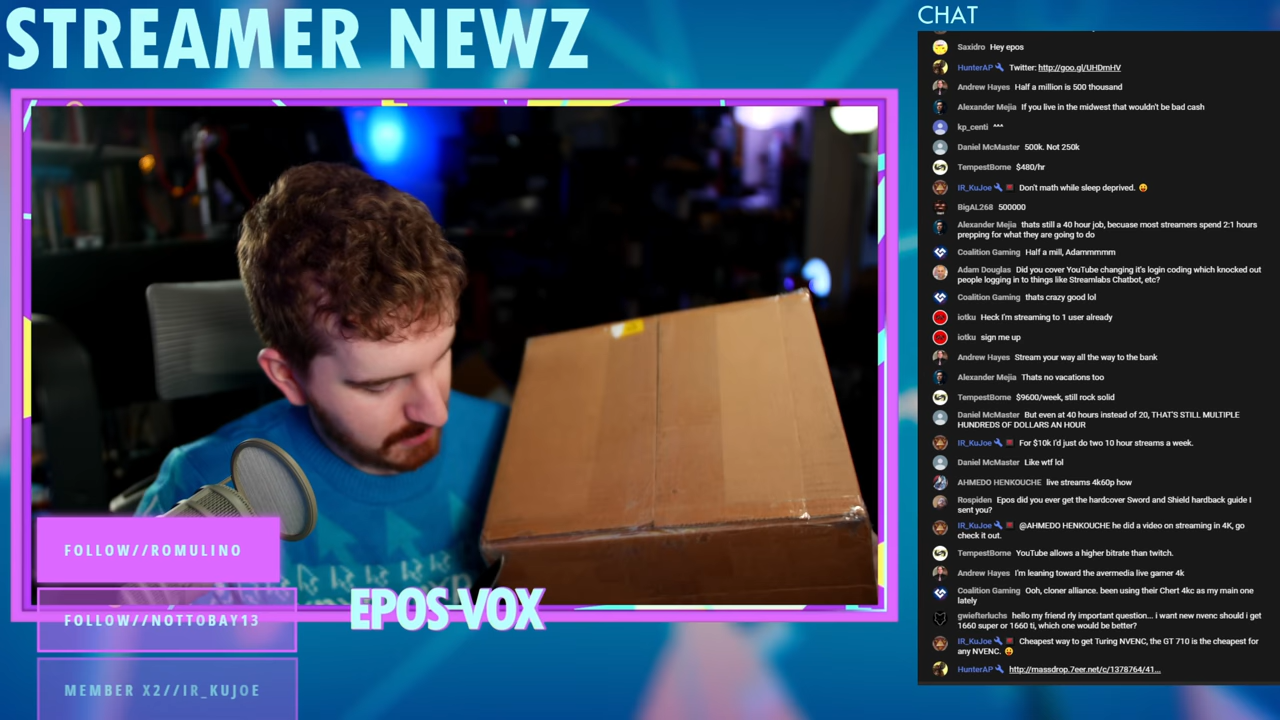 STREAMER NEWZ
FOLLOW//ROMULINO
FOLLOW//NOTTOBAY13
MEMBER X2//IR_KUJOE
EPOS VOX
CHAT
Saxidro Hey epos
HunterAP Twitter: http://goo.gl/UHDmHV
Andrew Hayes Half a million is 500 thousand
Alexander Mejia If you live in the midwest that wouldn't be bad cash
kp_centi ^^^
Daniel McMaster 500k. Not 250k
TempestBorne $480/hr
IR_KuJoe Don't math while sleep deprived. 😛
BigAL268 500000
Alexander Mejia thats still a 40 hour job, becuase most streamers spend 2:1 hours
prepping for what they are going to do
Coalition Gaming Half a mill, Adammmmm
Adam Douglas Did you cover YouTube changing it's login coding which knocked out
people logging in to things like Streamlabs Chatbot, etc?
Coalition Gaming thats crazy good lol
iotku Heck I'm streaming to 1 user already
iotku sign me up
Andrew Hayes Stream your way all the way to the bank
Alexander Mejia Thats no vacations too
TempestBorne $9600/week, still rock solid
Daniel McMaster But even at 40 hours instead of 20, THAT'S STILL MULTIPLE
HUNDREDS OF DOLLARS AN HOUR
IR_KuJoe For $10k I'd just do two 10 hour streams a week.
Daniel McMaster Like wtf lol
AHMEDO HENKOUCHE live streams 4k60p how
Rospiden Epos did you ever get the hardcover Sword and Shield hardback guide I
sent you?
IR_KuJoe @AHMEDO HENKOUCHE he did a video on streaming in 4K, go
check it out.
TempestBorne YouTube allows a higher bitrate than twitch.
Andrew Hayes I'm leaning toward the avermedia live gamer 4k
Coalition Gaming Ooh, cloner alliance. been using their Chert 4kc as my main one
lately
gwiefterluchs hello my friend rly important question... i want new nvenc should i get
1660 super or 1660 ti, which one would be better?
IR_KuJoe Cheapest way to get Turing NVENC, the GT 710 is the cheapest for
any NVENC. 😛
HunterAP http://massdrop.7eer.net/c/1378764/41...